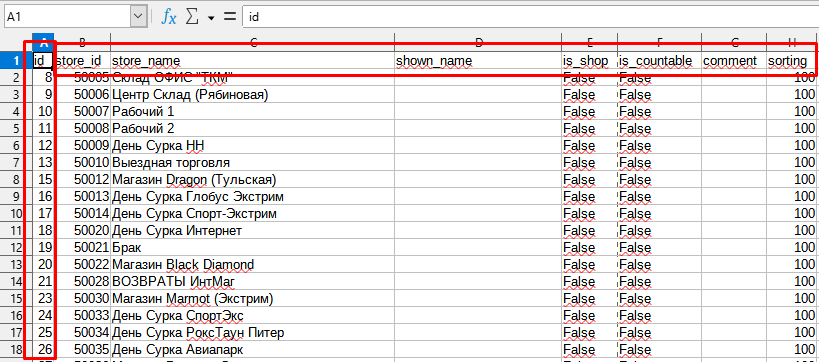 A1 fx Σ = id
A B C D E F G H
1 id store_id store_name shown_name is_shop is_countable comment sorting
2 8 50005 Склад ОФИС "ТКМ" False False 100
3 9 50006 Центр Склад (Рябиновая) False False 100
4 10 50007 Рабочий 1 False False 100
5 11 50008 Рабочий 2 False False 100
6 12 50009 День Сурка НН False False 100
7 13 50010 Выездная торговля False False 100
8 15 50012 Магазин Dragon (Тульская) False False 100
9 16 50013 День Сурка Глобус Экстрим False False 100
10 17 50014 День Сурка Спорт-Экстрим False False 100
11 18 50020 День Сурка Интернет False False 100
12 19 50021 Брак False False 100
13 20 50022 Магазин Black Diamond False False 100
14 21 50028 ВОЗВРАТЫ ИнтМаг False False 100
15 23 50030 Магазин Marmot (Экстрим) False False 100
16 24 50033 День Сурка СпортЭкс False False 100
17 25 50034 День Сурка РоксТаун Питер False False 100
18 26 50035 День Сурка Авиапарк False False 100